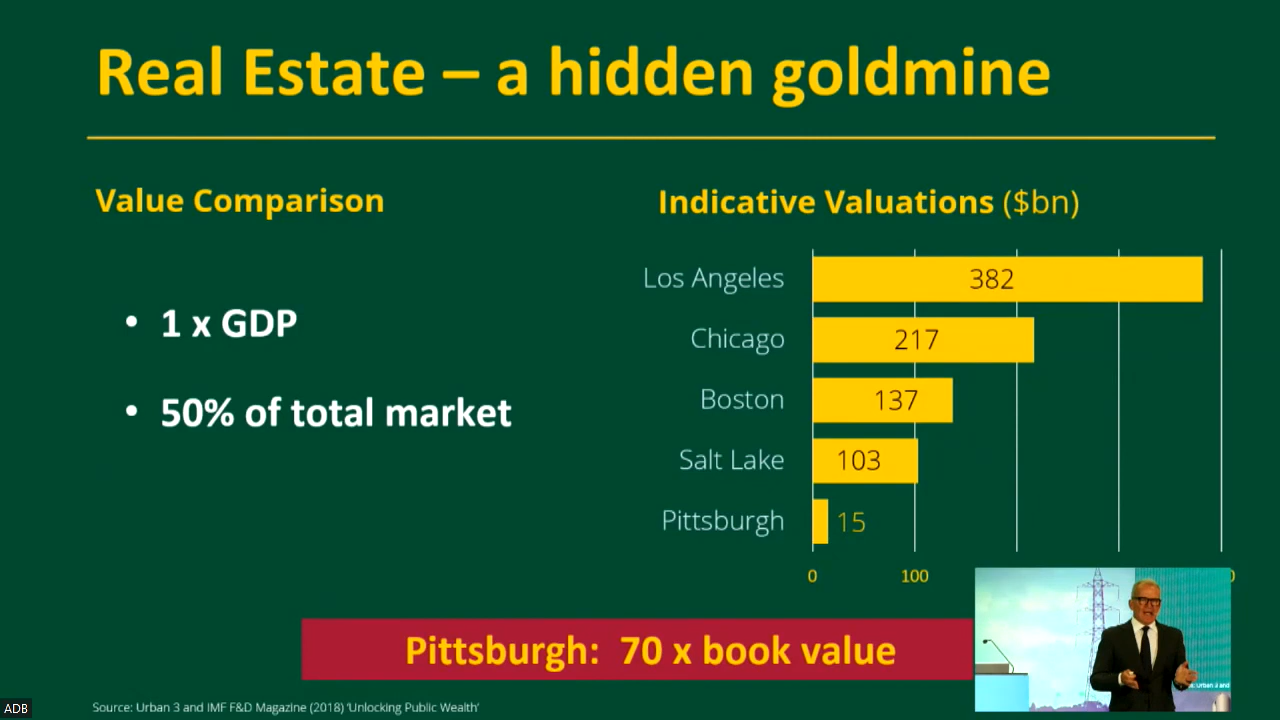 Real Estate – a hidden goldmine
Value Comparison
• 1 x GDP
• 50% of total market
Indicative Valuations ($bn)
Los Angeles 382
Chicago 217
Boston 137
Salt Lake 103
Pittsburgh 15
0 100
Pittsburgh: 70 x book value
Source: Urban 3 and IMF F&D Magazine (2018) ‘Unlocking Public Wealth’
ADB